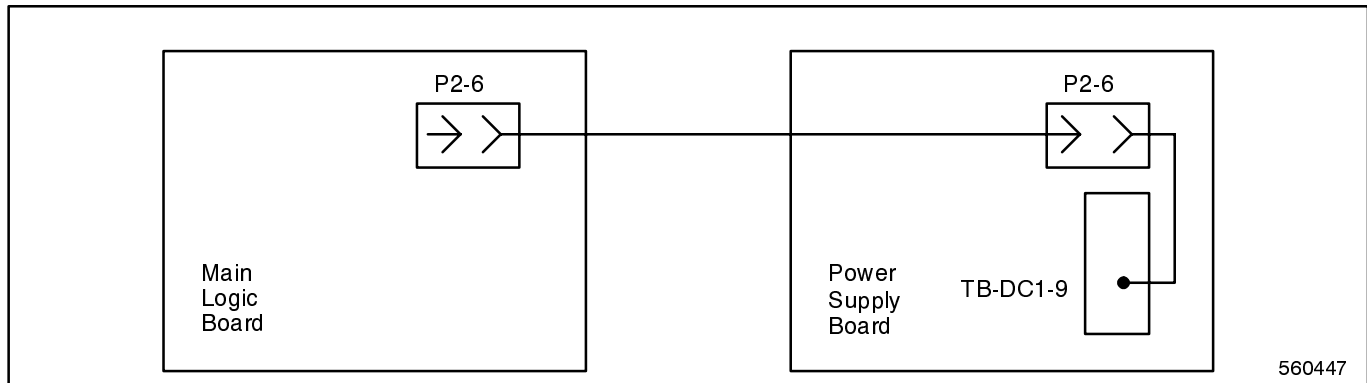 P2-6
P2-6
Main
Logic
Board
Power
Supply
Board
TB-DC1-9
560447